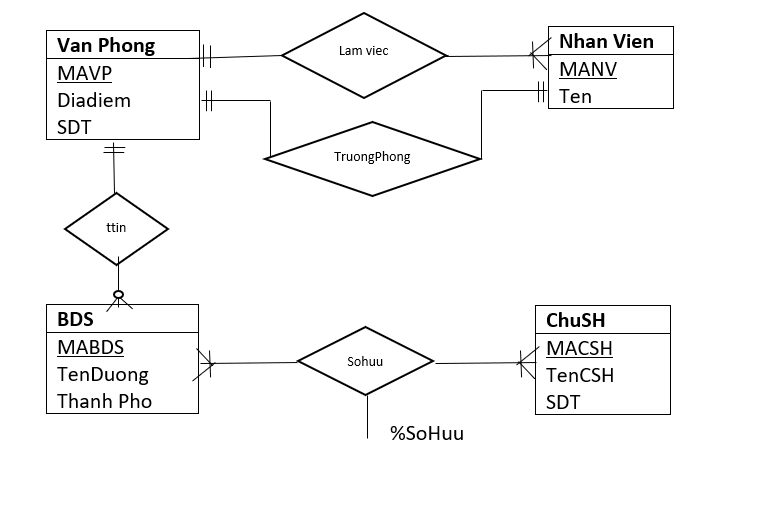 Van Phong
MAVP
Diadiem
SDT
Lam viec
Nhan Vien
MANV
Ten
TruongPhong
ttin
BDS
MABDS
TenDuong
Thanh Pho
Sohuu
%SoHuu
ChuSH
MACSH
TenCSH
SDT